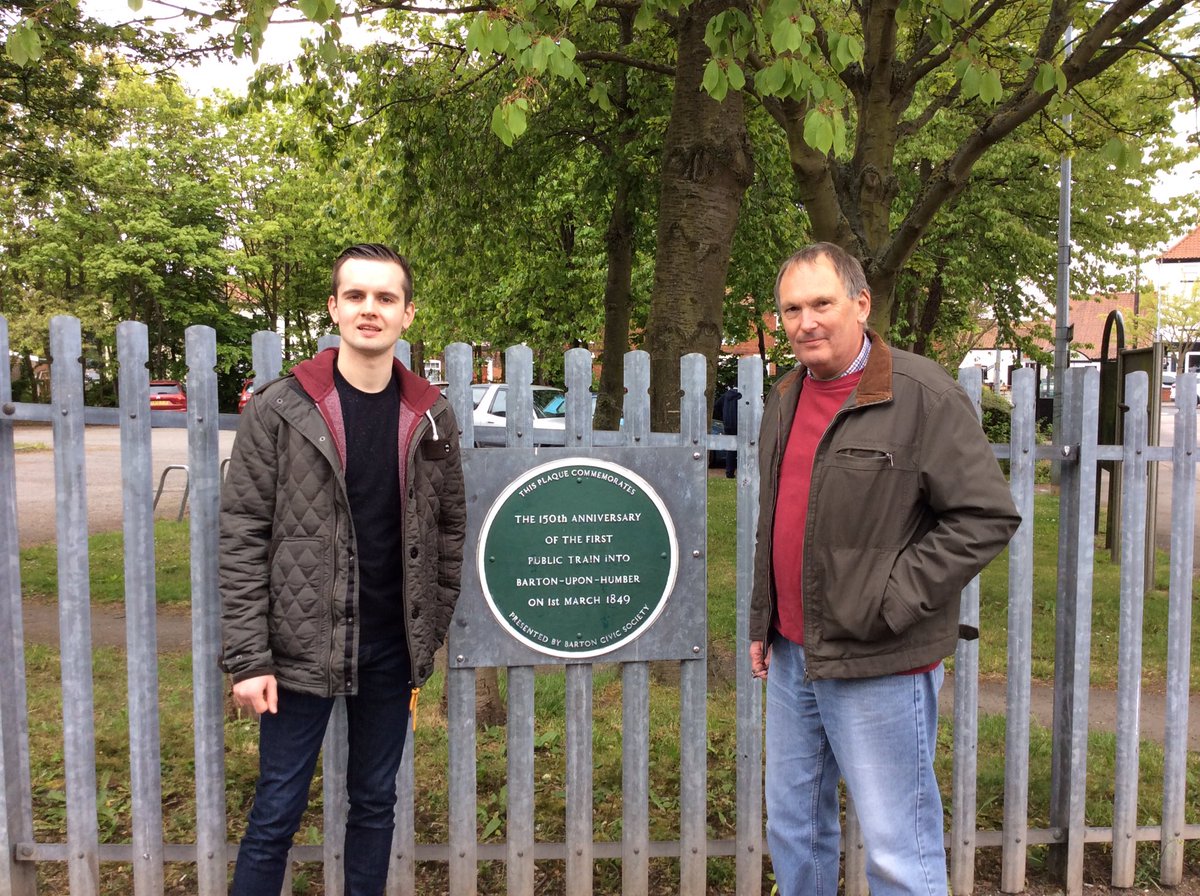 THIS PLAQUE COMMEMORATES
THE 150th ANNIVERSARY
OF THE FIRST
PUBLIC TRAIN INTO
BARTON-UPON-HUMBER
ON 1st MARCH 1849
PRESENTED BY BARTON CIVIC SOCIETY